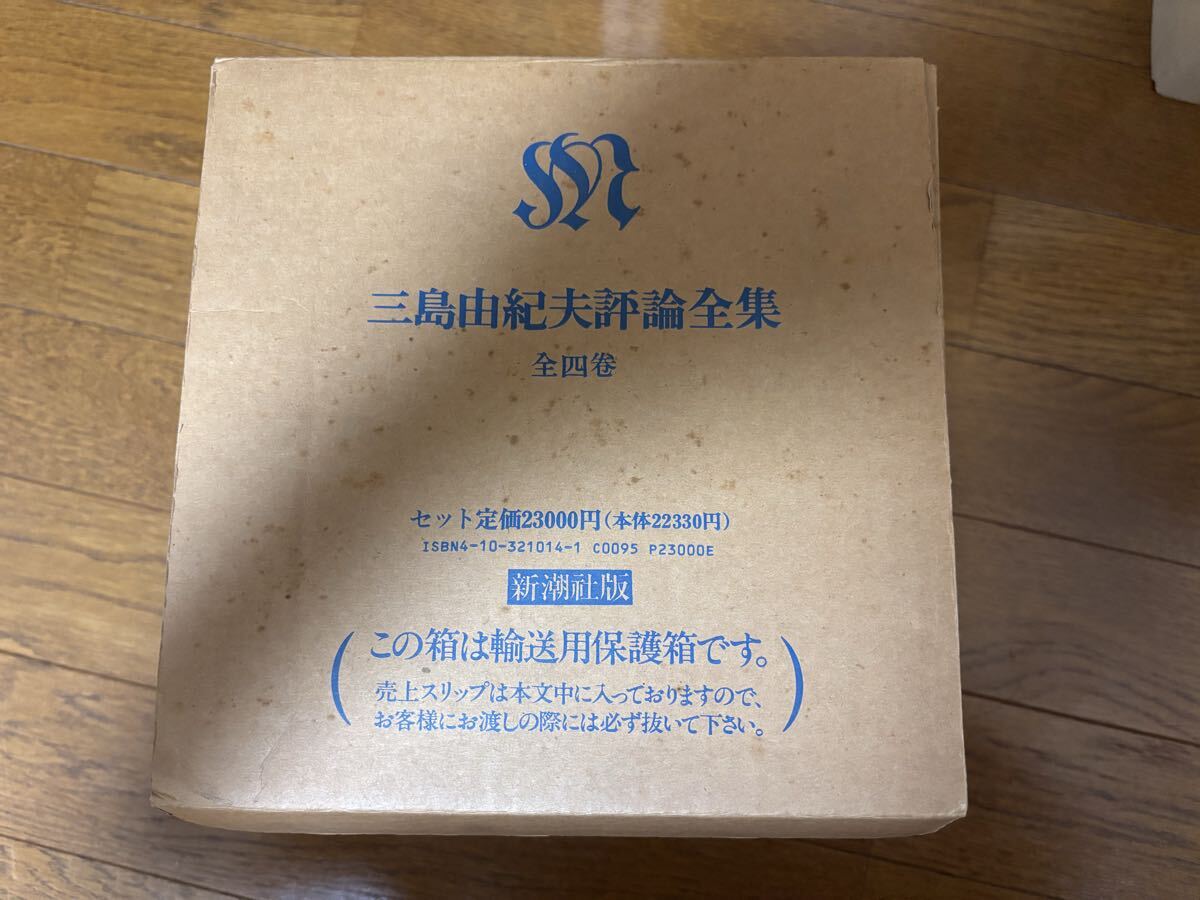 M
三島由紀夫評論全集
全四巻
セット定価23000円(本体22330円)
ISBN4-10-321014-1 C0095 P23000E
新潮社版
(この箱は輸送用保護箱です。
売上スリップは本文中に入っておりますので、
お客様にお渡しの際には必ず抜いて下さい。)